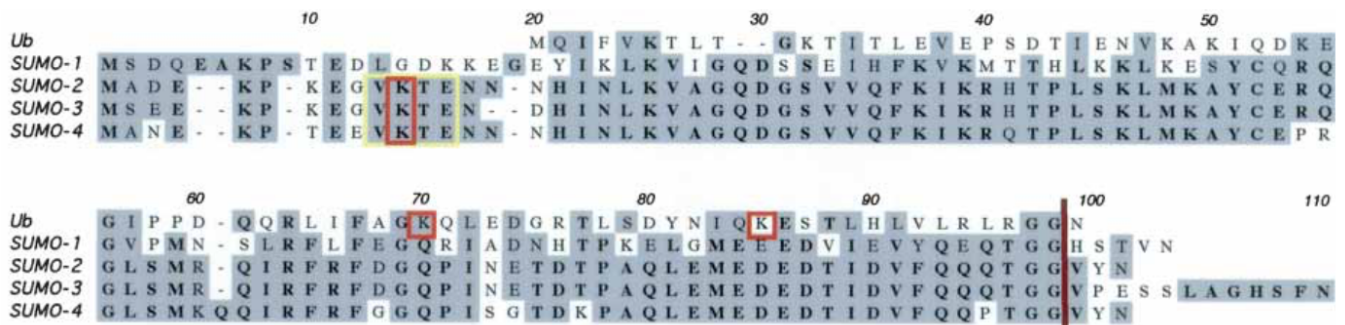 10 20 30 40 50
Ub M Q I F V K T L T - - G K T I T L E V E P S D T I E N V K A K I Q D K E
SUMO-1 M S D Q E A K P S T E D L G D K K E G E Y I K L K V I G Q D S S E I H F K V K M T T H L K K L K E S Y C Q R Q
SUMO-2 M A D E - - K P - K E G V K T E N N - N H I N L K V A G Q D G S V V Q F K I K R H T P L S K L M K A Y C E R Q
SUMO-3 M S E E - - K P - K E G V K T E N - - D H I N L K V A G Q D G S V V Q F K I K R H T P L S K L M K A Y C E R Q
SUMO-4 M A N E - - K P - T E E V K T E N N - N H I N L K V A G Q D G S V V Q F K I K R Q T P L S K L M K A Y C E P R
60 70 80 90 100 110
Ub G I P P D - Q Q R L I F A G K Q L E D G R T L S D Y N I Q K E S T L H L V L R L R G G N
SUMO-1 G V P M N - S L R F L F E G Q R I A D N H T P K E L G M E E E D V I E V Y Q E Q T G G H S T V N
SUMO-2 G L S M R - Q I R F R F D G Q P I N E T D T P A Q L E M E D E D T I D V F Q Q Q T G G V Y N
SUMO-3 G L S M R - Q I R F R F D G Q P I N E T D T P A Q L E M E D E D T I D V F Q Q Q T G G V P E S S L A G H S F N
SUMO-4 G L S M K Q Q I R F R F G G Q P I S G T D K P A Q L E M E D E D T I D V F Q Q P T G G V Y N